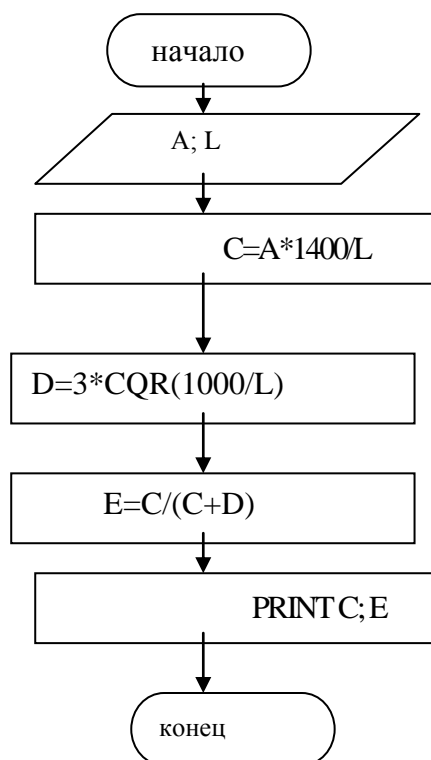 начало
A; L
C=A*1400/L
D=3*CQR(1000/L)
E=C/(C+D)
PRINT C; E
конец